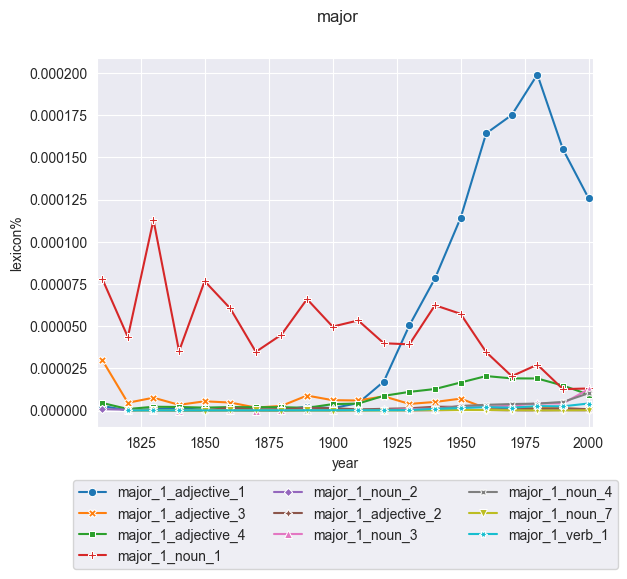 major
0.000200
0.000175
0.000150
0.000125
0.000100
0.000075
0.000050
0.000025
0.000000
lexicon%
1825 1850 1875 1900 1925 1950 1975 2000
year
major_1_adjective_1 major_1_noun_2 major_1_noun_4
major_1_adjective_3 major_1_adjective_2 major_1_noun_7
major_1_adjective_4 major_1_noun_3 major_1_verb_1
major_1_noun_1